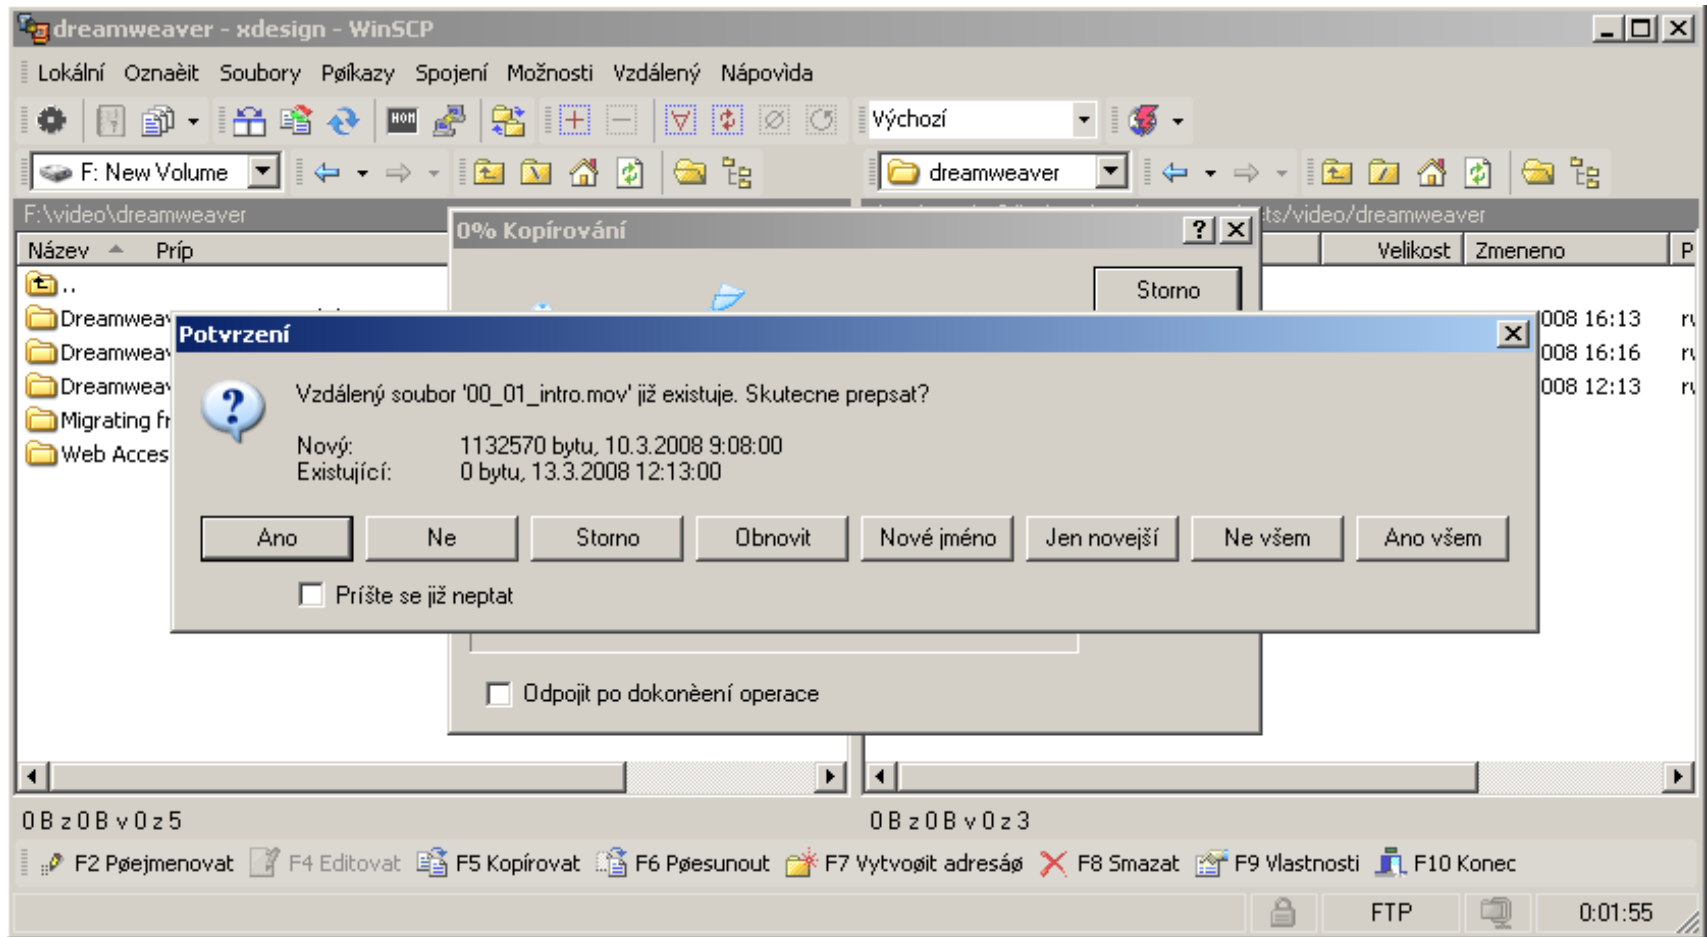 dreamweaver - xdesign - WinSCP
Lokální Oznaèit Soubory Pøíkazy Spojení Možnosti Vzdálený Nápovìda
Výchozí
F: New Volume
dreamweaver
F:\video\dreamweaver
ts/video/dreamweaver
0% Kopírování
Název Príp
Velikost Zmeneno P
..
Storno
Dreamweav
008 16:13
Potvrzení
Dreamweav
008 16:16
Dreamweav
008 12:13
Vzdálený soubor '00_01_intro.mov' již existuje. Skutecne prepsat?
Migrating fr
Nový: 1132570 bytu, 10.3.2008 9:08:00
Web Acces
Existující: 0 bytu, 13.3.2008 12:13:00
Ano Ne Storno Obnovit Nové jméno Jen novejší Ne všem Ano všem
Príšte se již neptat
Odpojit po dokonèení operace
0 B z 0 B v 0 z 5
0 B z 0 B v 0 z 3
F2 Pøejmenovat F4 Editovat F5 Kopírovat F6 Pøesunout F7 Vytvoøit adresáø F8 Smazat F9 Vlastnosti F10 Konec
FTP 0:01:55